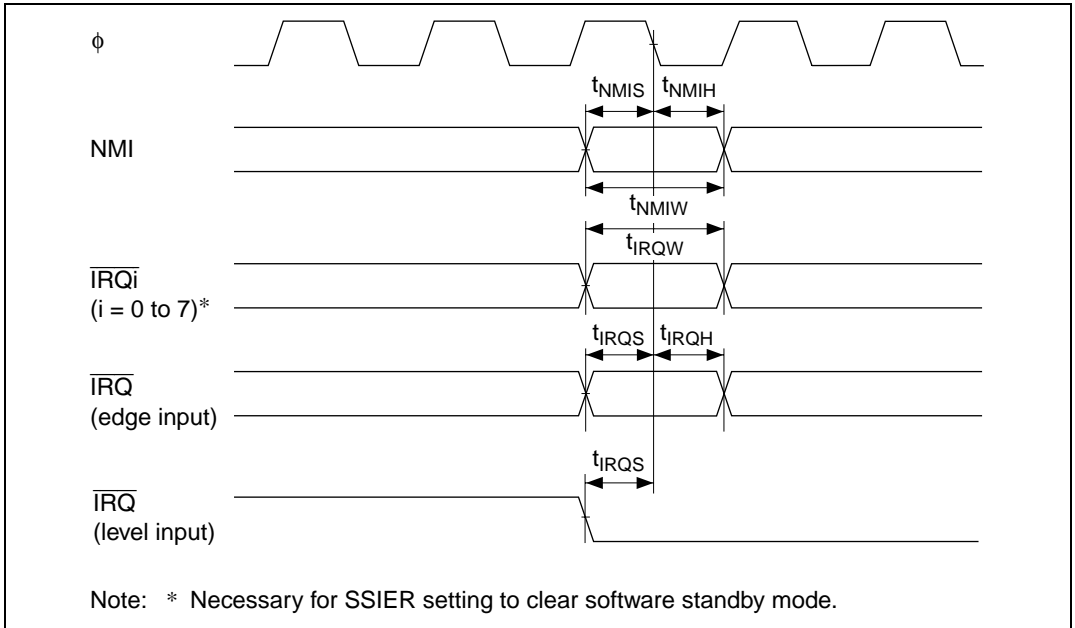 ϕ
tNMIS tNMIH
NMI
tNMIW
tIRQW
IRQi
(i = 0 to 7)*
tIRQS tIRQH
IRQ
(edge input)
tIRQS
IRQ
(level input)
Note: * Necessary for SSIER setting to clear software standby mode.